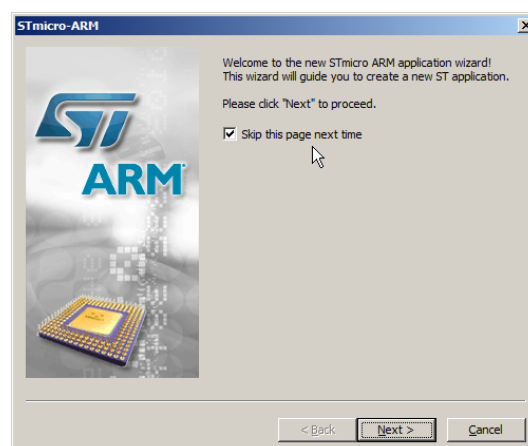 STmicro-ARM
Welcome to the new STmicro ARM application wizard!
This wizard will guide you to create a new ST application.
Please click "Next" to proceed.
Skip this page next time
ST
ARM
< Back
Next >
Cancel